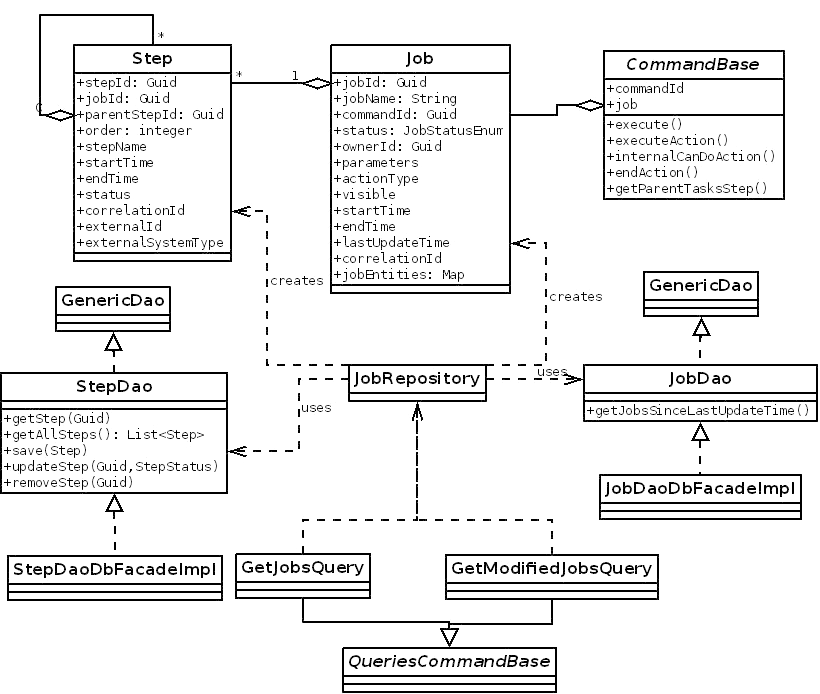 *
Step
+stepId: Guid
+jobId: Guid
+parentStepId: Guid
+order: integer
+stepName
+startTime
+endTime
+status
+correlationId
+externalId
+externalSystemType
*
1
Job
+jobId: Guid
+jobName: String
+commandId: Guid
+status: JobStatusEnum
+ownerId: Guid
+parameters
+actionType
+visible
+startTime
+endTime
+lastUpdateTime
+correlationId
+jobEntities: Map
CommandBase
+commandId
+job
+execute()
+executeAction()
+internalCanDoAction()
+endAction()
+getParentTasksStep()
creates
creates
GenericDao
GenericDao
StepDao
+getStep(Guid)
+getAllSteps(): List<Step>
+save(Step)
+updateStep(Guid,StepStatus)
+removeStep(Guid)
uses
JobRepository
uses
JobDao
+getJobsSinceLastUpdateTime()
JobDaoDbFacadeImpl
StepDaoDbFacadeImpl
GetJobsQuery
GetModifiedJobsQuery
QueriesCommandBase